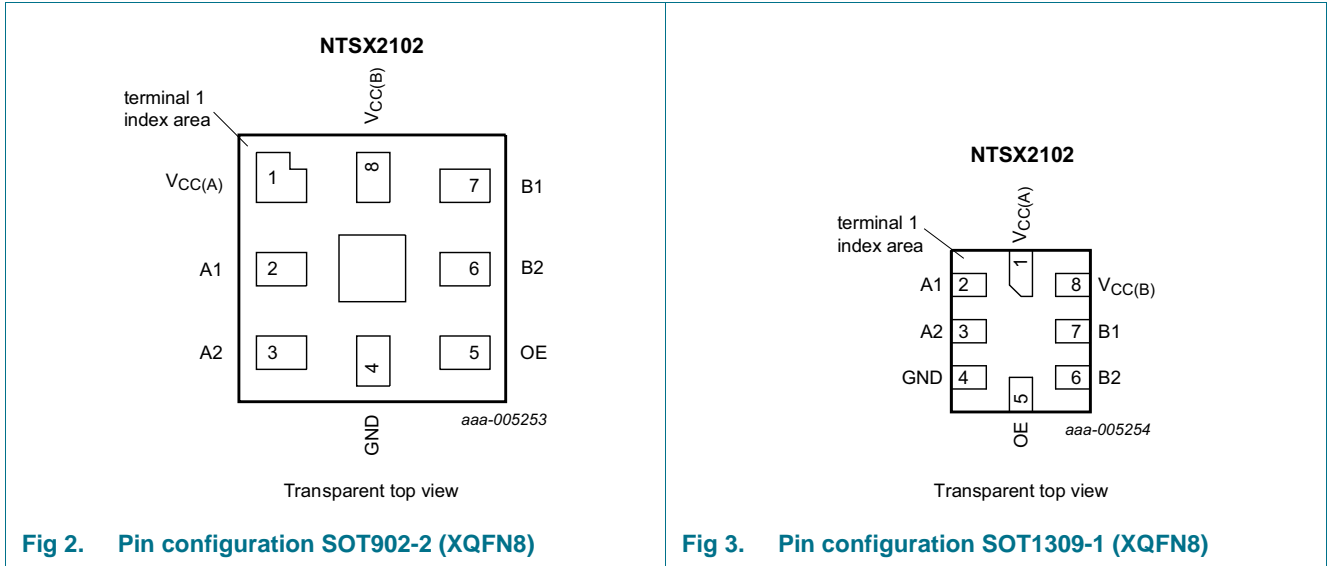 NTSX2102
VCC(B)
terminal 1
index area
VCC(A)
1
8
7
B1
A1
2
6
B2
A2
3
4
5
OE
GND
aaa-005253
Transparent top view
Fig 2. Pin configuration SOT902-2 (XQFN8)
NTSX2102
VCC(A)
terminal 1
index area
1
A1
2
8
VCC(B)
A2
3
7
B1
GND
4
6
B2
5
OE
aaa-005254
Transparent top view
Fig 3. Pin configuration SOT1309-1 (XQFN8)